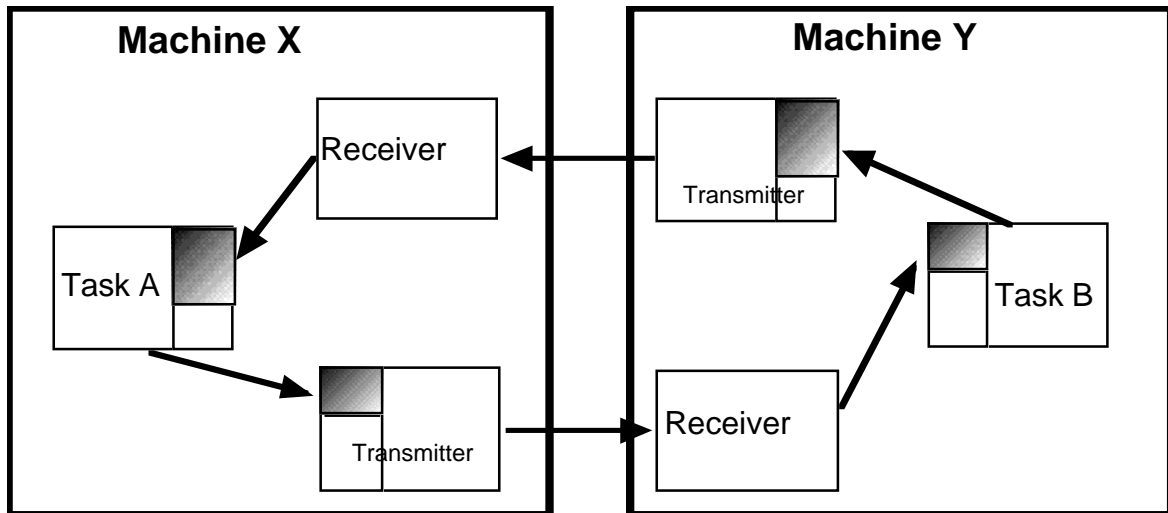 Machine X
Machine Y
Receiver
Transmitter
Task A
Task B
Transmitter
Receiver